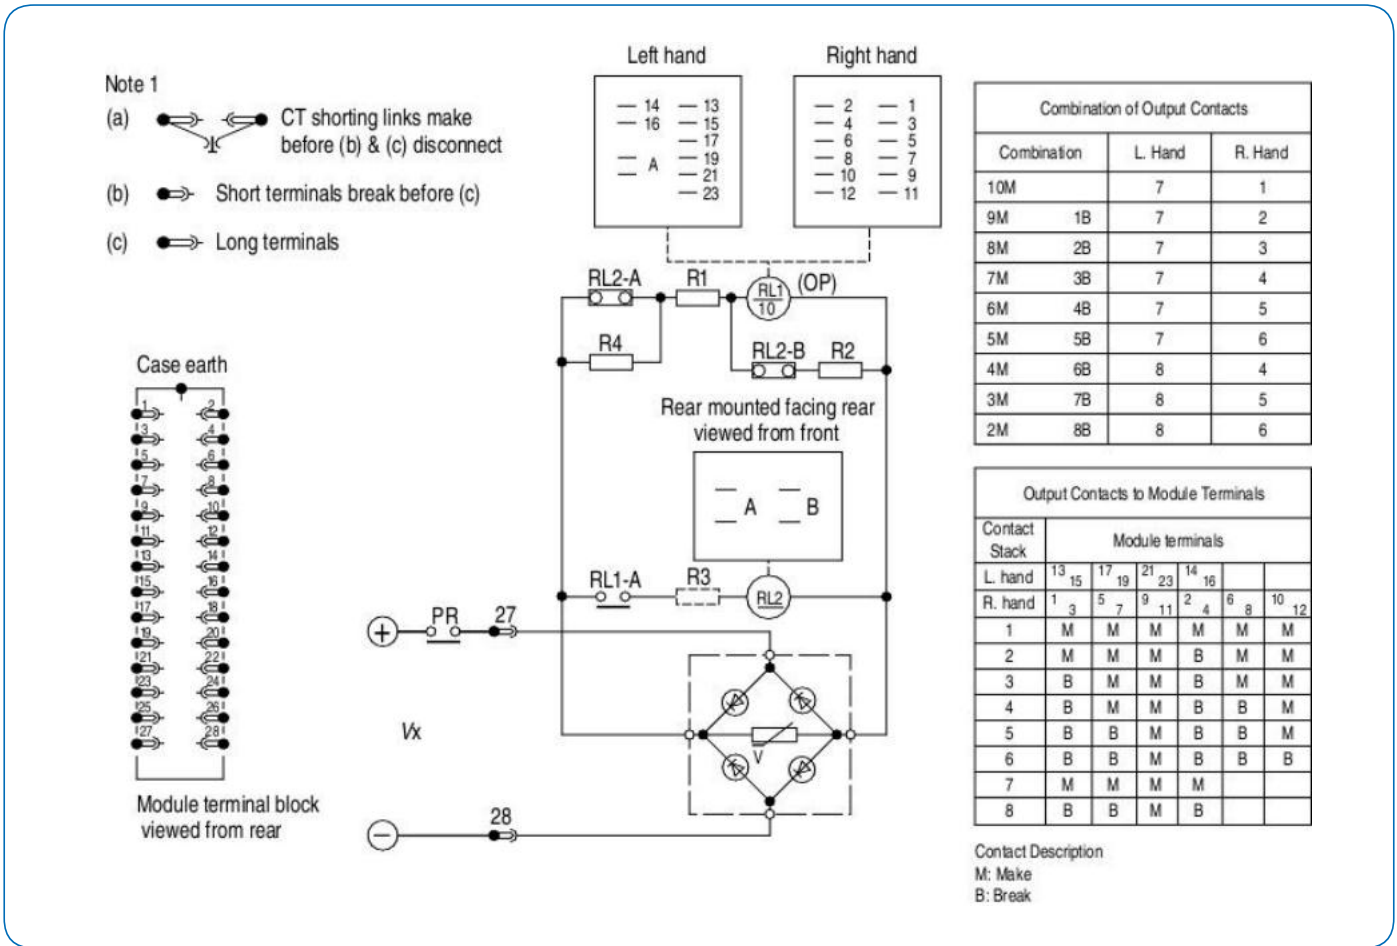 Note 1
(a) CT shorting links make
before (b) & (c) disconnect
(b) Short terminals break before (c)
(c) Long terminals
Left hand
14 13
16 15
17
A 19
21
23
Right hand
2 1
4 3
6 5
8 7
10 9
12 11
RL2-A R1 RL1 10 (OP)
R4
RL2-B R2
Rear mounted facing rear
viewed from front
A B
RL1-A R3 RL2
+ PR 27
Vx
V
− 28
Case earth
1 2
3 4
5 6
7 8
9 10
11 12
13 14
15 16
17 18
19 20
21 22
23 24
25 26
27 28
Module terminal block
viewed from rear
Combination of Output Contacts
Combination L. Hand R. Hand
10M 7 1
9M 1B 7 2
8M 2B 7 3
7M 3B 7 4
6M 4B 7 5
5M 5B 7 6
4M 6B 8 4
3M 7B 8 5
2M 8B 8 6
Output Contacts to Module Terminals
Contact
Stack Module terminals
L. hand 13 15 17 19 21 23 14 16
R. hand 1 3 5 7 9 11 2 4 6 8 10 12
1 M M M M M M
2 M M M B M M
3 B M M B M M
4 B M M B B M
5 B B M B B M
6 B B M B B B
7 M M M M
8 B B M B
Contact Description
M: Make
B: Break